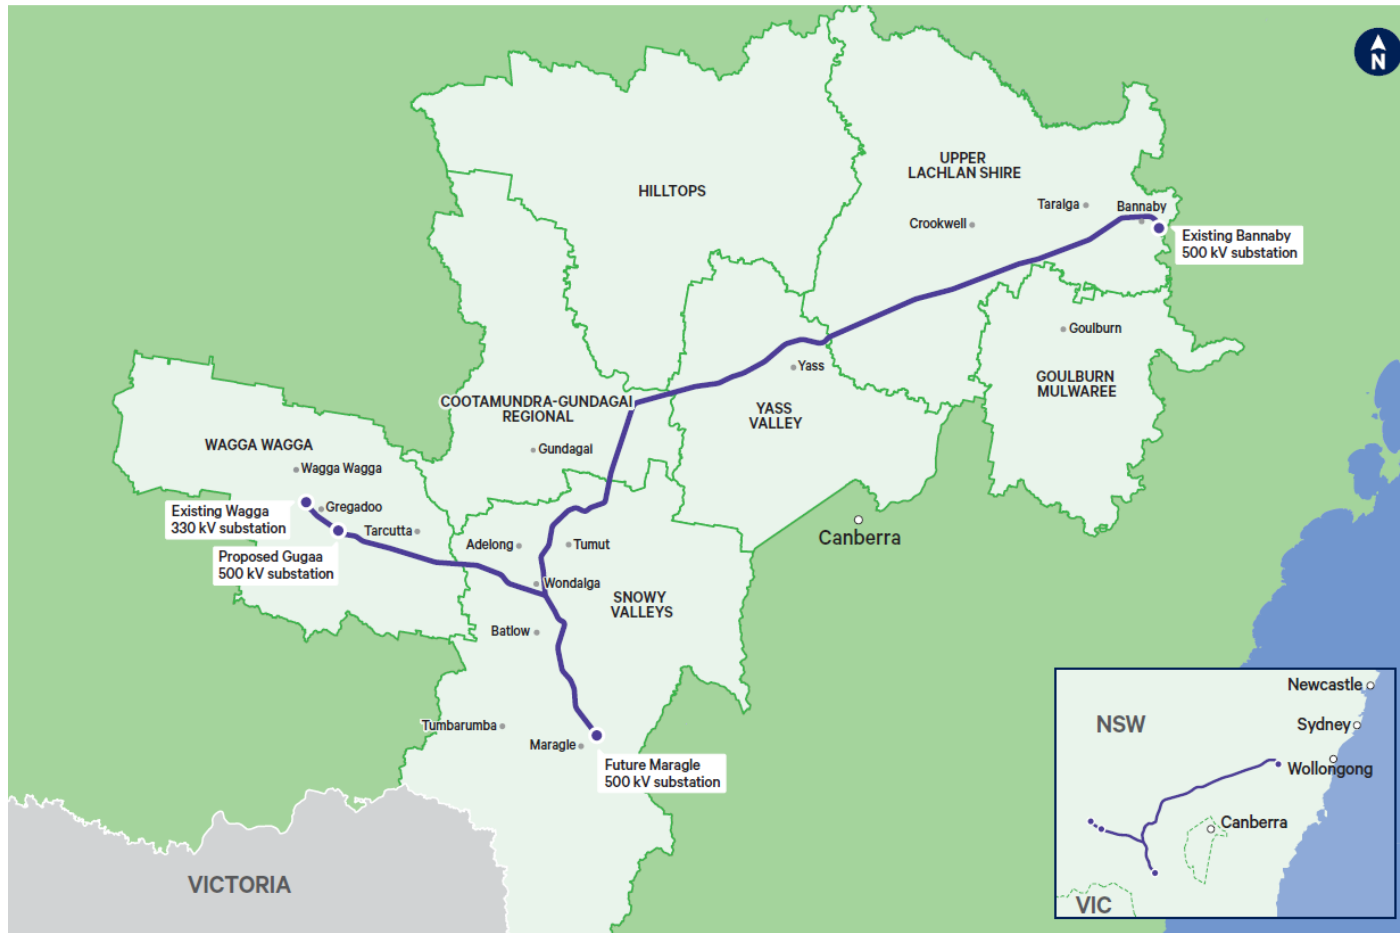 N
UPPER
LACHLAN SHIRE
HILLTOPS
Taralga
Bannaby
Crookwell
Existing Bannaby
500 kV substation
Goulburn
Yass
GOULBURN
MULWAREE
COOTAMUNDRA-GUNDAGAI
REGIONAL
YASS
VALLEY
WAGGA WAGGA
Gundagai
Wagga Wagga
Existing Wagga
330 kV substation
Gregadoo
Tarcutta
Proposed Gugaa
500 kV substation
Adelong
Tumut
Canberra
Wondalga
SNOWY
VALLEYS
Batlow
Tumbarumba
Maragle
Future Maragle
500 kV substation
VICTORIA
Newcastle
NSW
Sydney
Wollongong
Canberra
VIC